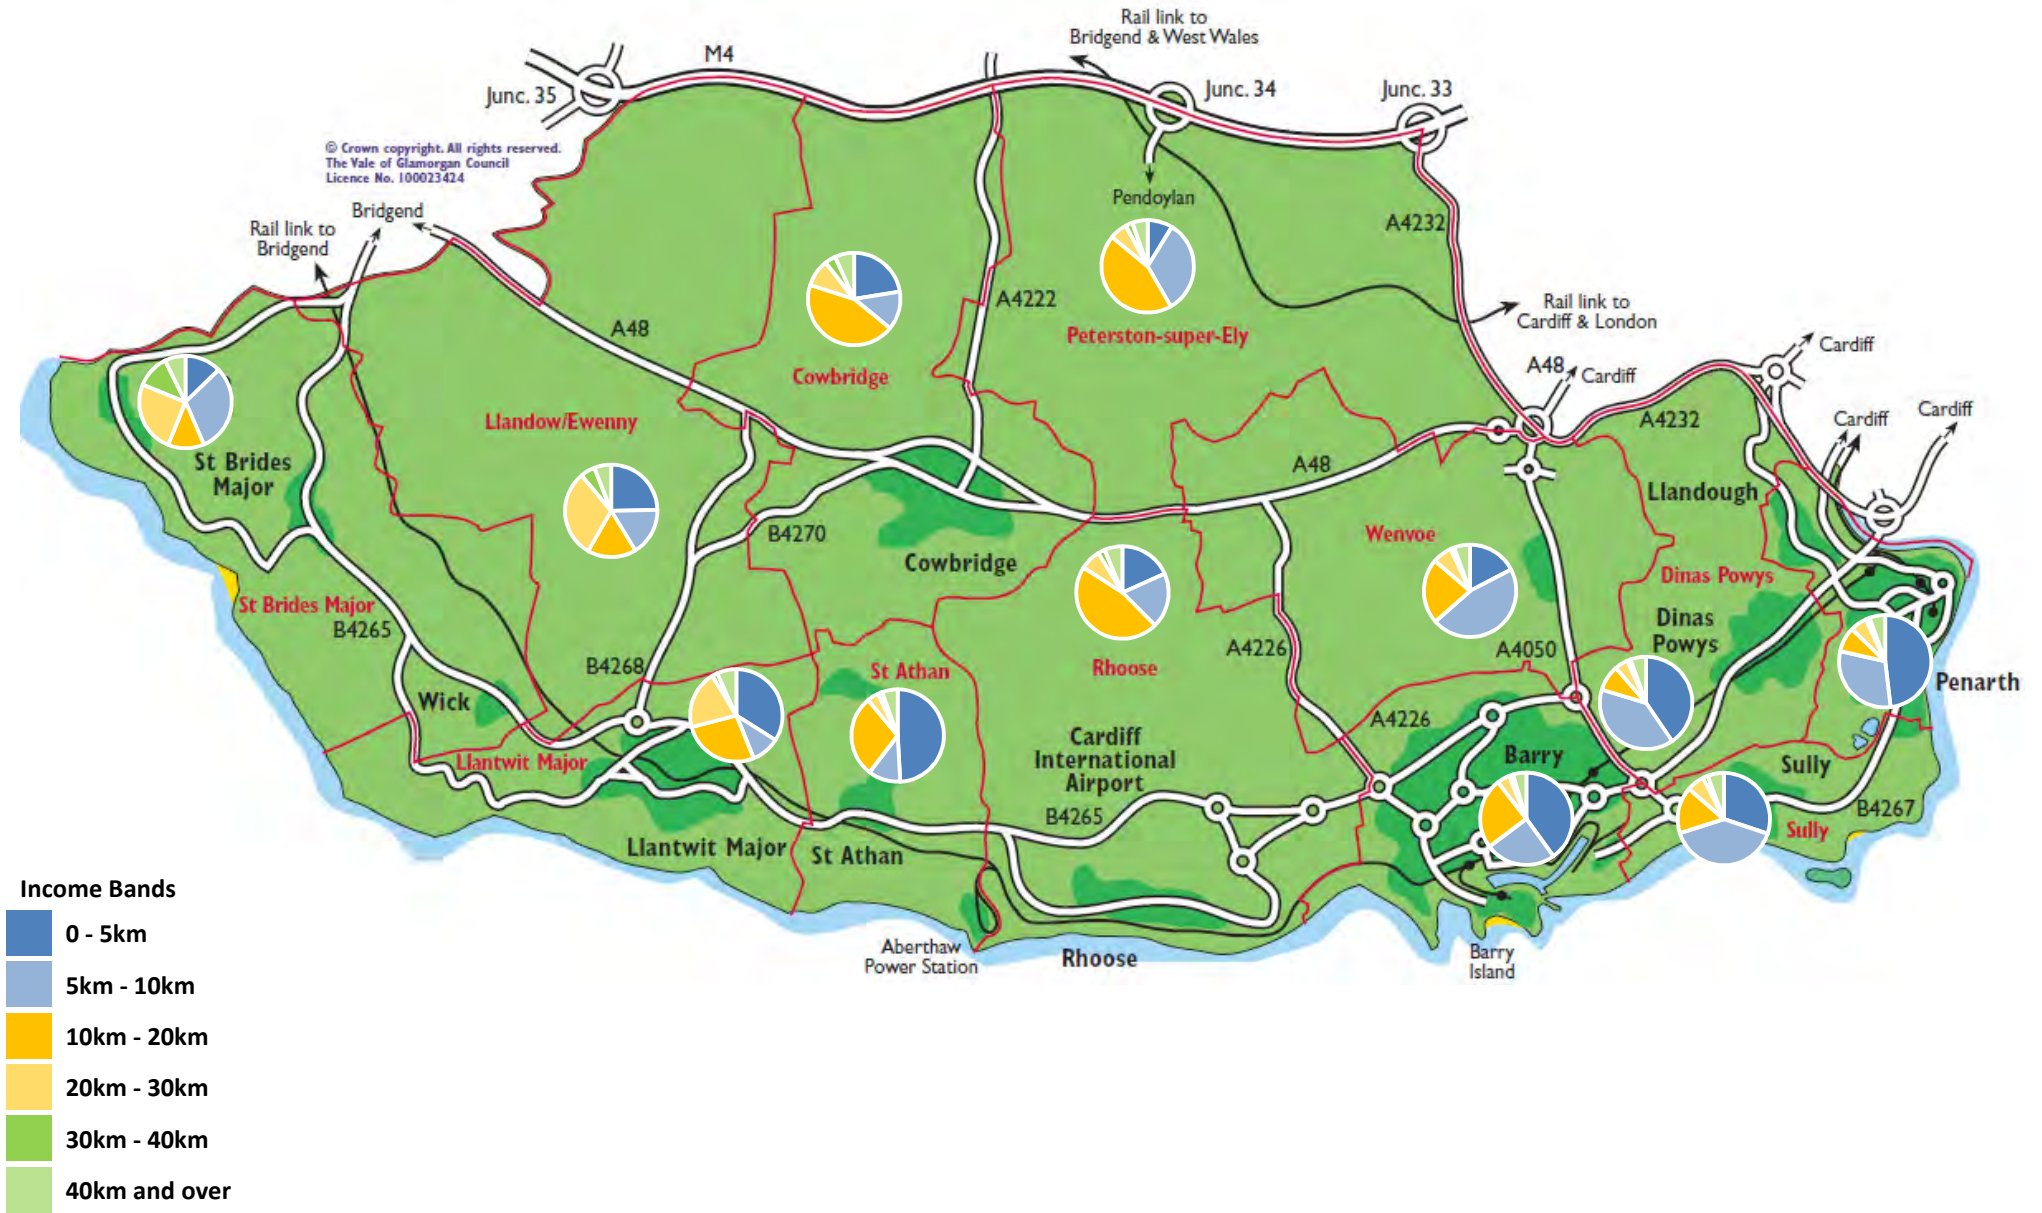 Rail link to
Bridgend & West Wales
M4
Junc. 35
Junc. 34
Junc. 33
© Crown copyright. All rights reserved.
The Vale of Glamorgan Council
Licence No. 100023424
Pendoylan
Bridgend
Rail link to
Bridgend
A4232
A4222
Rail link to
Cardiff & London
A48
Peterston-super-Ely
Cardiff
A48
Cardiff
Cowbridge
Llandow/Ewenny
A4232
Cardiff
Cardiff
St Brides
Major
A48
Llandough
B4270
Wenvoe
Cowbridge
Dinas Powys
St Brides Major
B4265
Dinas
Powys
B4268
St Athan
Rhoose
A4226
A4050
Penarth
Wick
A4226
Cardiff
International
Airport
Barry
Llantwit Major
Sully
B4265
B4267
Sully
Llantwit Major
St Athan
Aberthaw
Power Station
Rhoose
Barry
Island
Income Bands
0 - 5km
5km - 10km
10km - 20km
20km - 30km
30km - 40km
40km and over